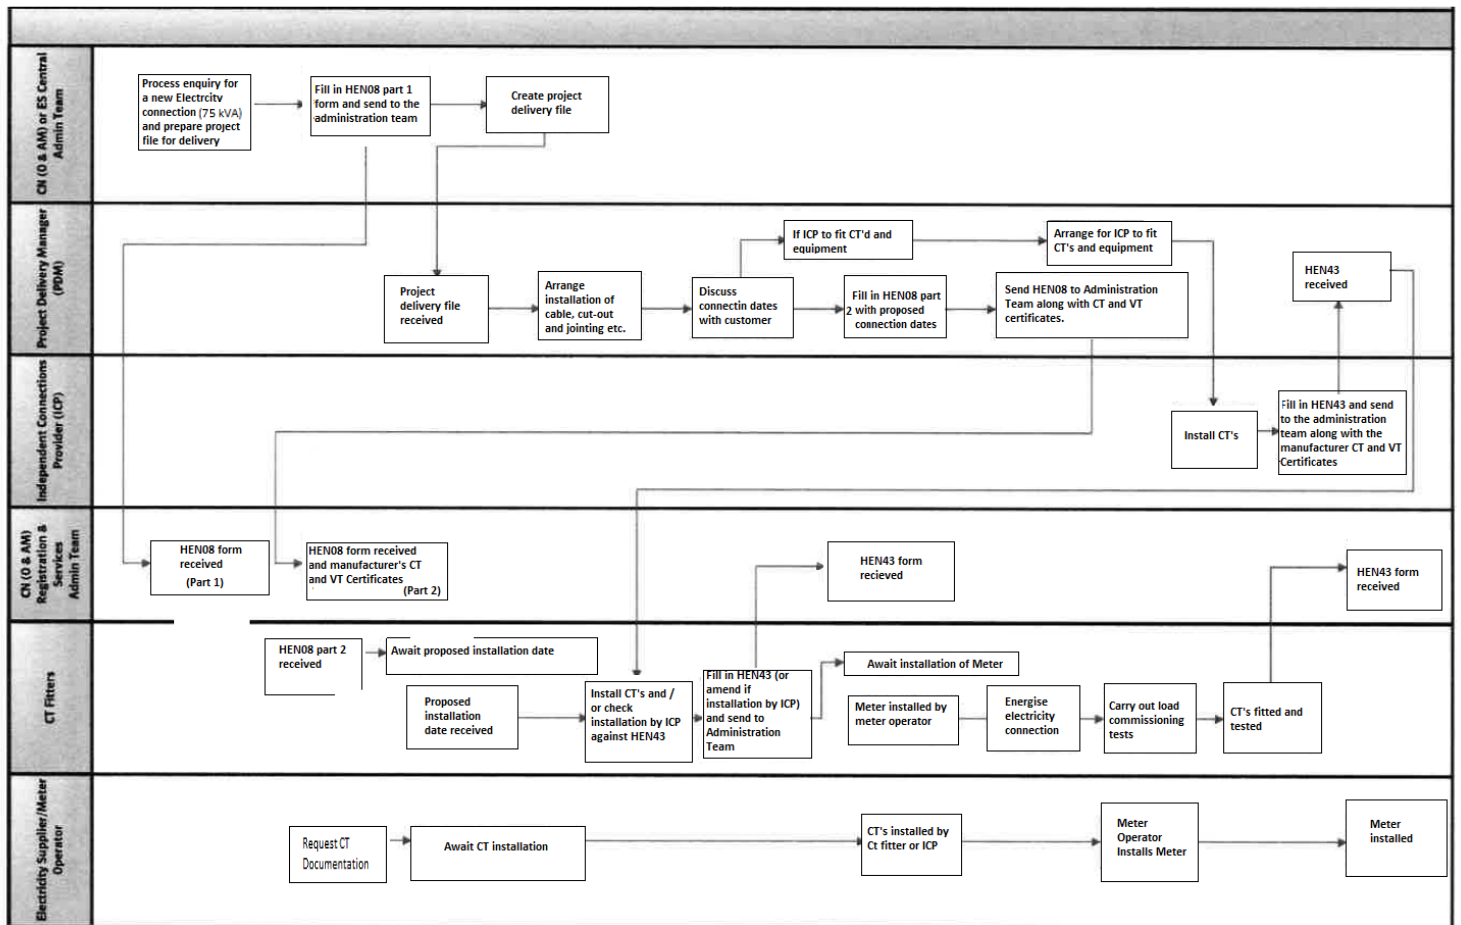 CN (O & AM) or ES Central
Admin Team
Process enquiry for
a new Electrcitv
connection (75 kVA)
and prepare project
file for delivery
Fill in HEN08 part 1
form and send to the
administration team
Create project
delivery file
Project Delivery Manager
(PDM)
Project
delivery file
received
Arrange
installation of
cable, cut-out
and jointing etc.
Discuss
connectin dates
with customer
If ICP to fit CT'd and
equipment
Fill in HEN08 part
2 with proposed
connection dates
Arrange for ICP to fit
CT's and equipment
Send HEN08 to Administration
Team along with CT and VT
certificates.
HEN43
received
Independent Connections
Provider (ICP)
Install CT's
Fill in HEN43 and send
to the administration
team along with the
manufacturer CT and VT
Certificates
CN (O & AM)
Registration &
Services
Admin Team
HEN08 form
received
(Part 1)
HEN08 form received
and manufacturer's CT
and VT Certificates
(Part 2)
HEN43 form
recieved
HEN43 form
received
CT Fitters
HEN08 part 2
received
Await proposed installation date
Proposed
installation
date received
Install CT's and /
or check
installation by ICP
against HEN43
Fill in HEN43 (or
amend if
installation by ICP)
and send to
Administration
Team
Await installation of Meter
Meter installed by
meter operator
Energise
electricity
connection
Carry out load
commissioning
tests
CT's fitted and
tested
Electricity Supplier/Meter
Operator
Request CT
Documentation
Await CT installation
CT's installed by
Ct fitter or ICP
Meter
Operator
Installs Meter
Meter
installed